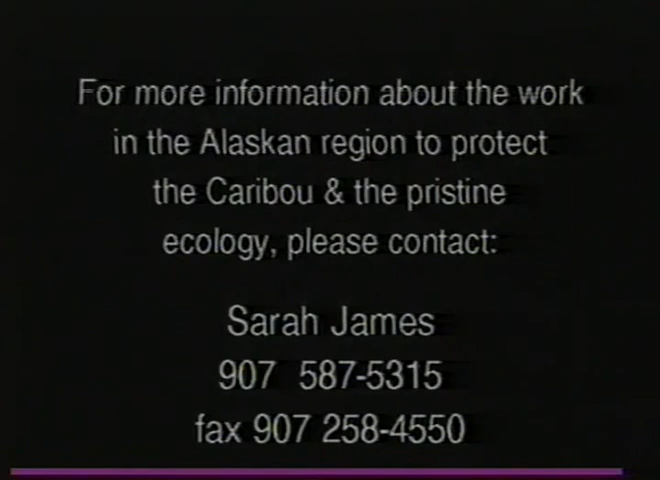 For more information about the work
in the Alaskan region to protect
the Caribou & the pristine
ecology, please contact:
Sarah James
907 587-5315
fax 907 258-4550